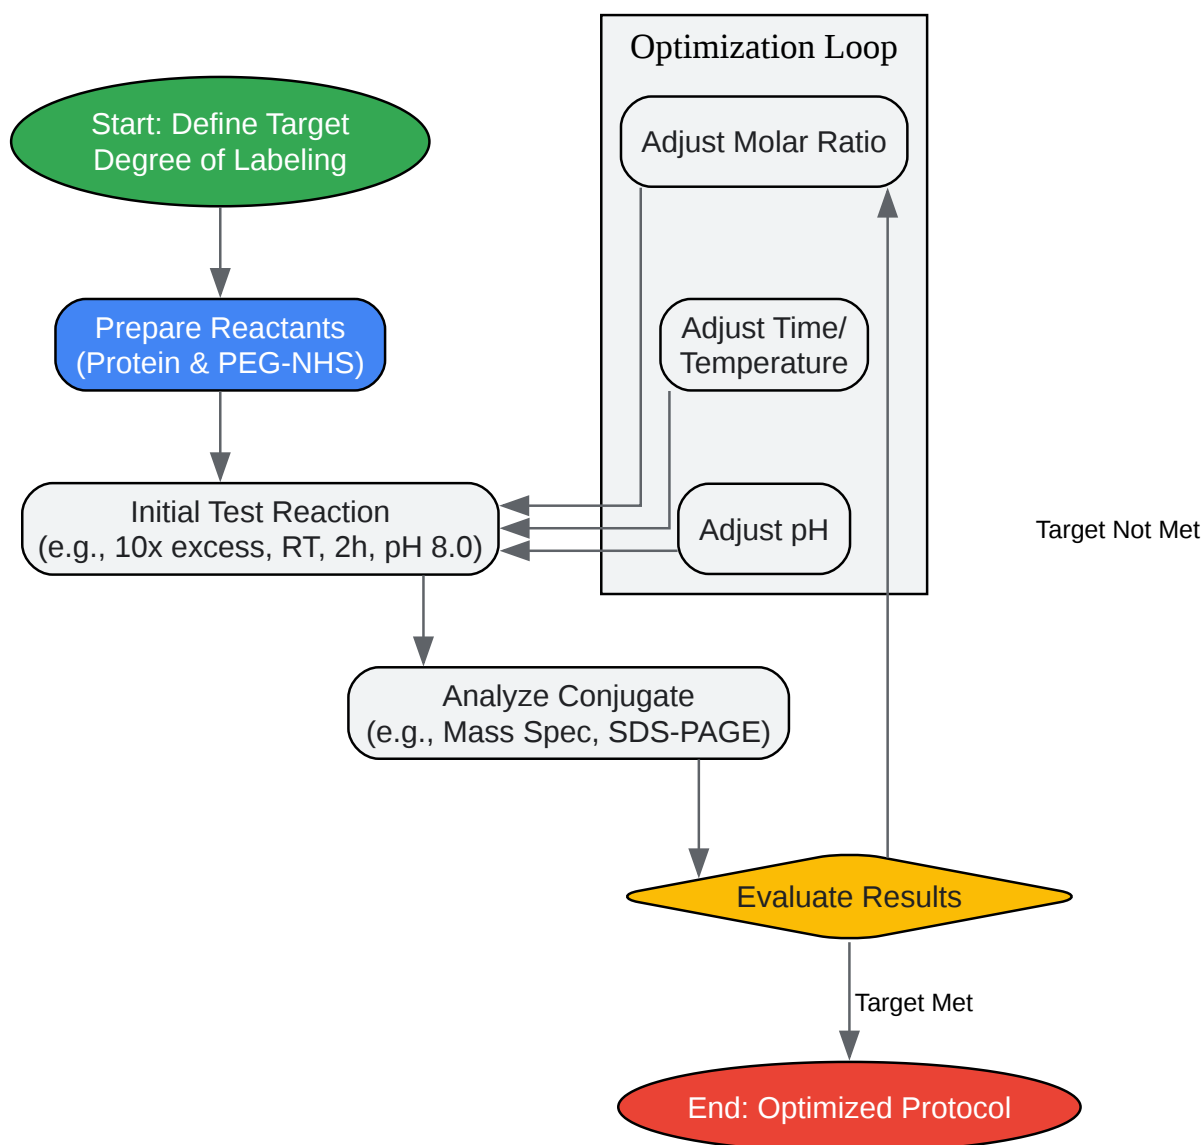 Optimization Loop
Start: Define Target
Degree of Labeling
Adjust Molar Ratio
Prepare Reactants
(Protein & PEG-NHS)
Adjust Time/
Temperature
Initial Test Reaction
(e.g., 10x excess, RT, 2h, pH 8.0)
Adjust pH
Target Not Met
Analyze Conjugate
(e.g., Mass Spec, SDS-PAGE)
Evaluate Results
Target Met
End: Optimized Protocol